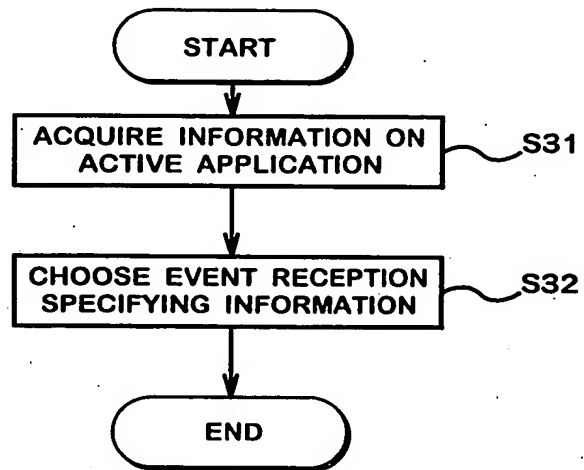 START
ACQUIRE INFORMATION ON
ACTIVE APPLICATION
S31
CHOOSE EVENT RECEPTION
SPECIFYING INFORMATION
S32
END